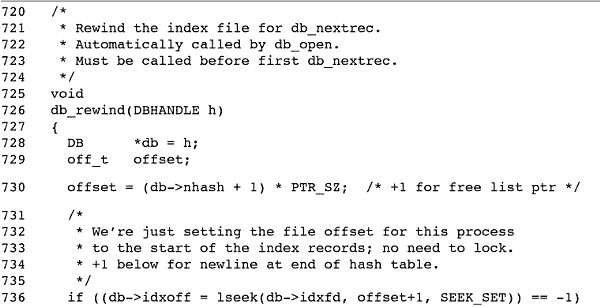 720 /*
721 * Rewind the index file for db_nextrec.
722 * Automatically called by db_open.
723 * Must be called before first db_nextrec.
724 */
725 void
726 db_rewind(DBHANDLE h)
727 {
728 DB *db = h;
729 off_t offset;
730 offset = (db->nhash + 1) * PTR_SZ; /* +1 for free list ptr */
731 /*
732 * We're just setting the file offset for this process
733 * to the start of the index records; no need to lock.
734 * +1 below for newline at end of hash table.
735 */
736 if ((db->idxoff = lseek(db->idxfd, offset+1, SEEK_SET)) == -1)